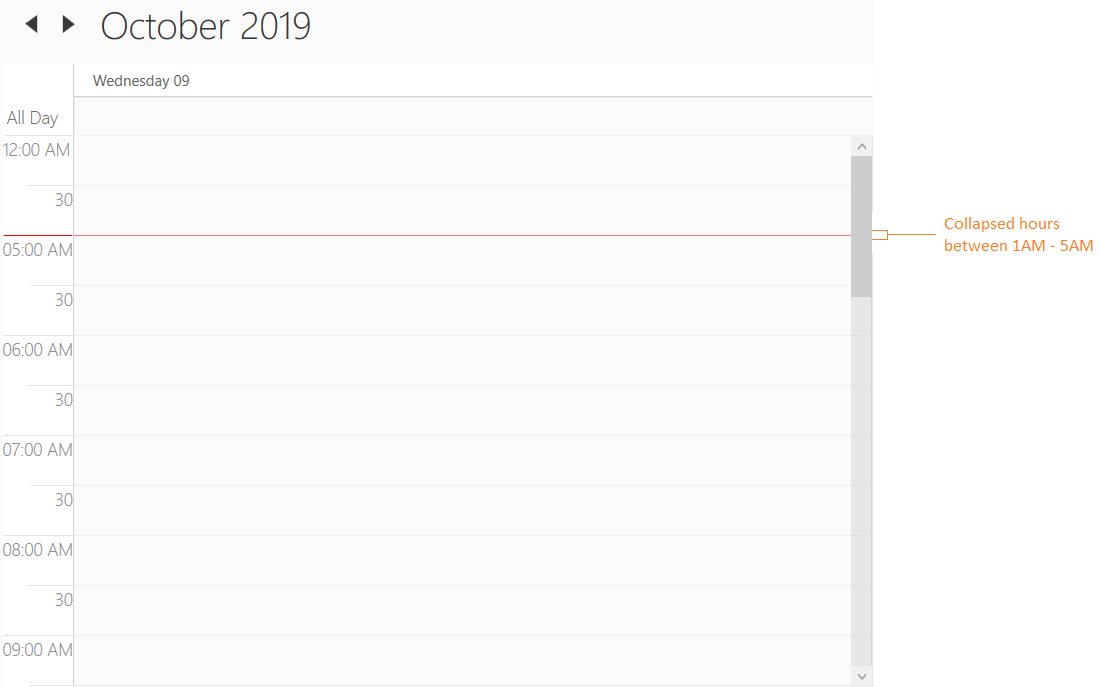 October 2019
Wednesday 09
All Day
12:00 AM
30
Collapsed hours
between 1AM - 5AM
05:00 AM
30
06:00 AM
30
07:00 AM
30
08:00 AM
30
09:00 AM